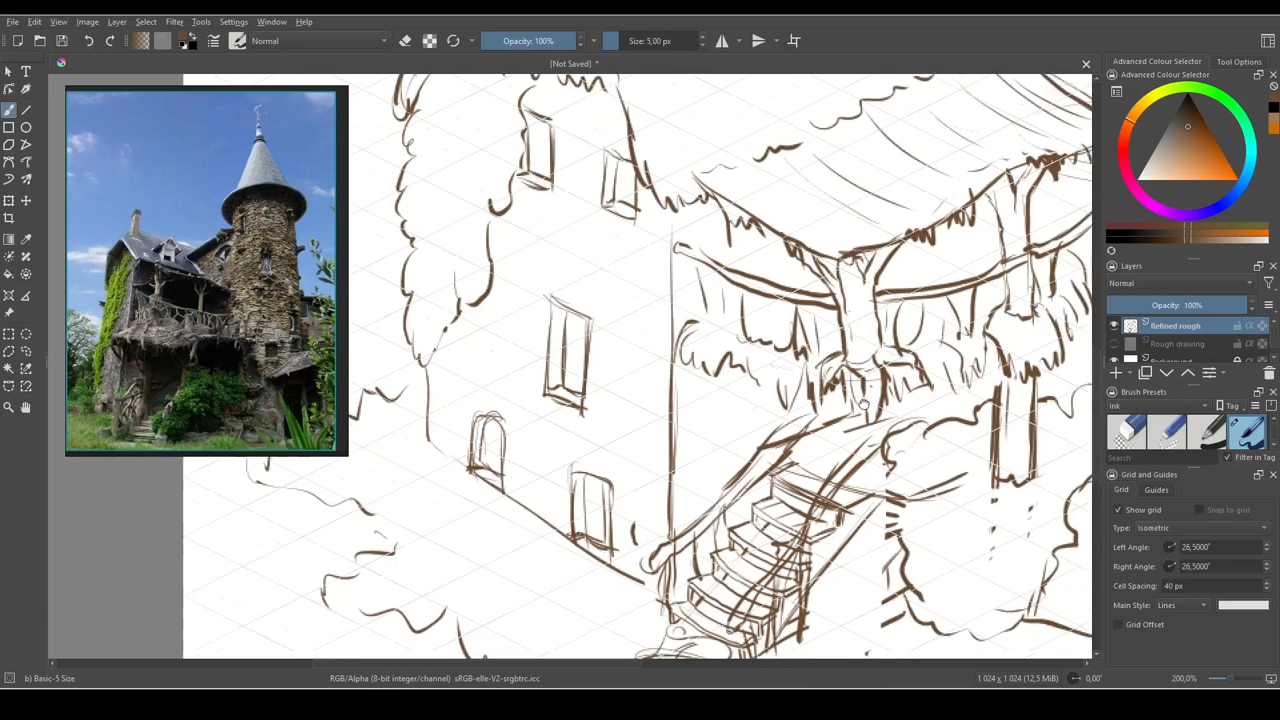 File Edit View Image Layer Select Filter Tools Settings Window Help
Normal Opacity: 100% Size: 5,00 px
[Not Saved] *
Advanced Colour Selector Tool Options
Advanced Colour Selector
Layers
Normal
Opacity: 100%
Refined rough
Rough drawing
Background
Brush Presets
Ink Tag
Search Filter in Tag
Grid and Guides
Grid Guides
Show grid Snap to grid
Type: Isometric
Left Angle: 26,5000°
Right Angle: 26,5000°
Cell Spacing: 40 px
Main Style: Lines
Grid Offset
b) Basic-5 Size RGB/Alpha (8-bit integer/channel) sRGB-elle-V2-srgbtrc.icc 1 024 x 1 024 (12,5 MiB) 0,00° 200,0%